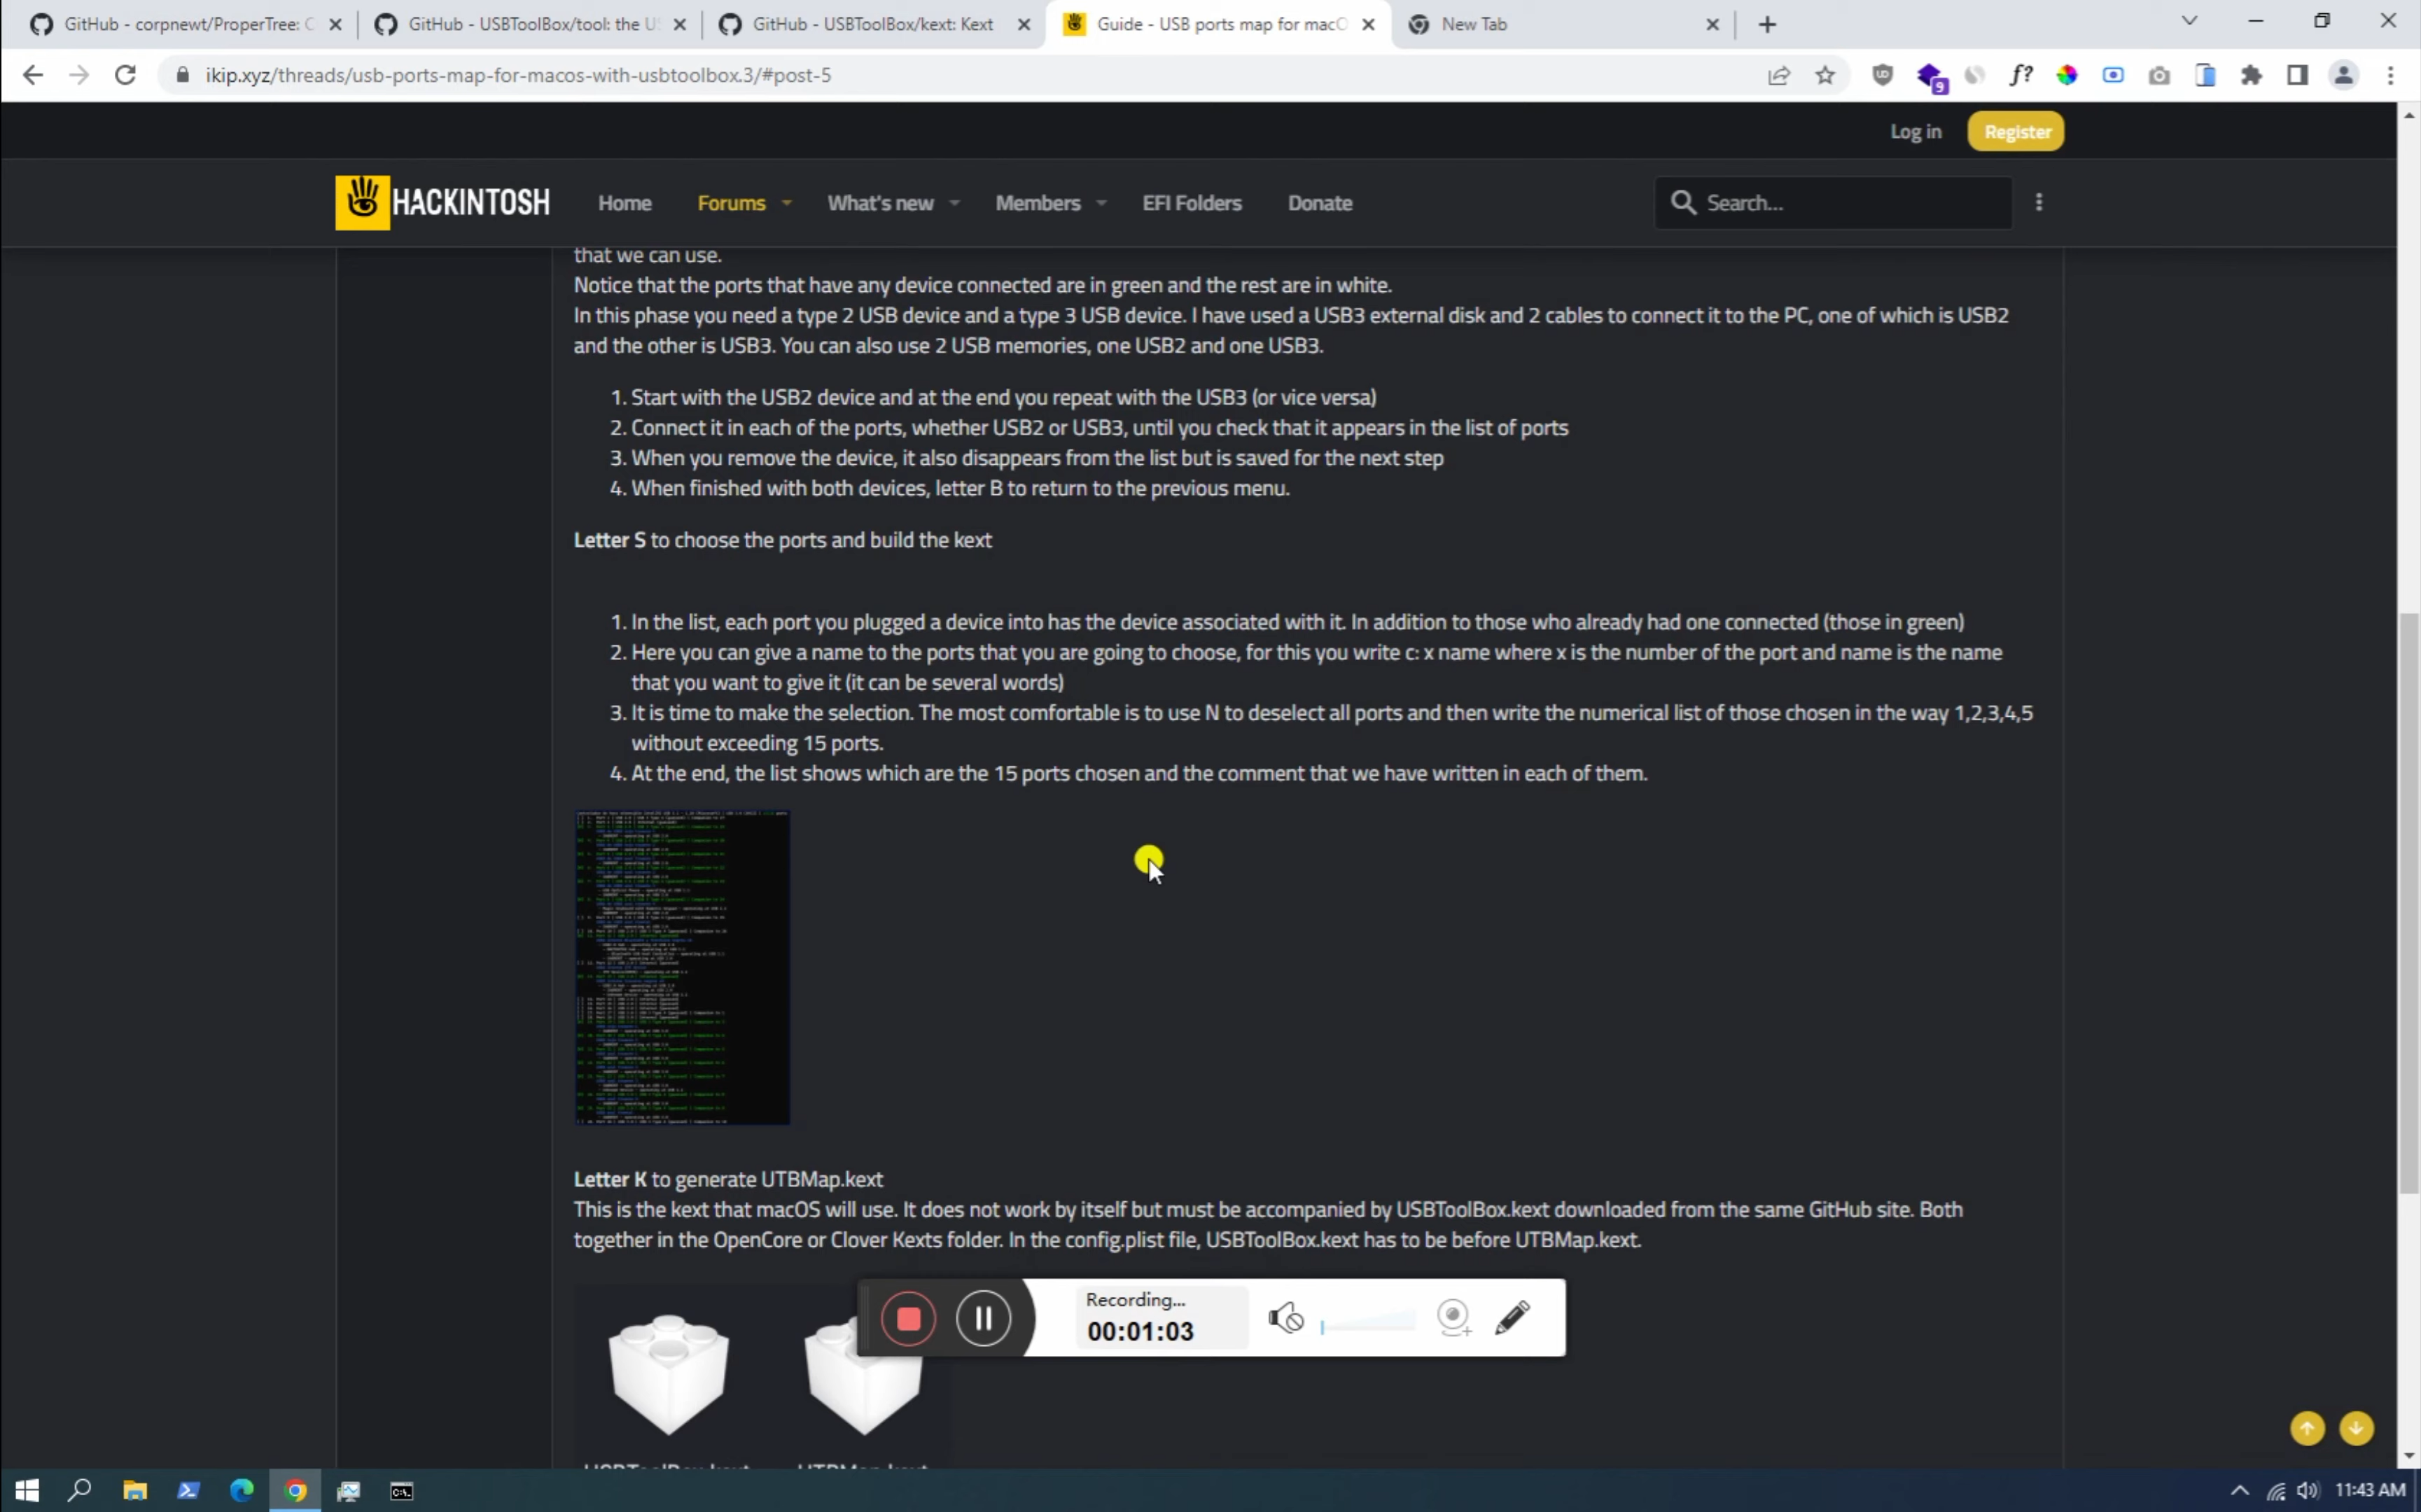 GitHub - corpnewt/ProperTree: C
GitHub - USBToolBox/tool: the US
GitHub - USBToolBox/kext: Kext
Guide - USB ports map for macO
New Tab
ikip.xyz/threads/usb-ports-map-for-macos-with-usbtoolbox.3/#post-5
f?
9
Log in
Register
HACKINTOSH
Home
Forums
What's new
Members
EFI Folders
Donate
Search...
that we can use.
Notice that the ports that have any device connected are in green and the rest are in white.
In this phase you need a type 2 USB device and a type 3 USB device. I have used a USB3 external disk and 2 cables to connect it to the PC, one of which is USB2
and the other is USB3. You can also use 2 USB memories, one USB2 and one USB3.
1. Start with the USB2 device and at the end you repeat with the USB3 (or vice versa)
2. Connect it in each of the ports, whether USB2 or USB3, until you check that it appears in the list of ports
3. When you remove the device, it also disappears from the list but is saved for the next step
4. When finished with both devices, letter B to return to the previous menu.
Letter S to choose the ports and build the kext
1. In the list, each port you plugged a device into has the device associated with it. In addition to those who already had one connected (those in green)
2. Here you can give a name to the ports that you are going to choose, for this you write c: x name where x is the number of the port and name is the name
that you want to give it (it can be several words)
3. It is time to make the selection. The most comfortable is to use N to deselect all ports and then write the numerical list of those chosen in the way 1,2,3,4,5
without exceeding 15 ports.
4. At the end, the list shows which are the 15 ports chosen and the comment that we have written in each of them.
Letter K to generate UTBMap.kext
This is the kext that macOS will use. It does not work by itself but must be accompanied by USBToolBox.kext downloaded from the same GitHub site. Both
together in the OpenCore or Clover Kexts folder. In the config.plist file, USBToolBox.kext has to be before UTBMap.kext.
Recording...
00:01:03
USBToolBox.kext
UTBMap.kext
11:43 AM